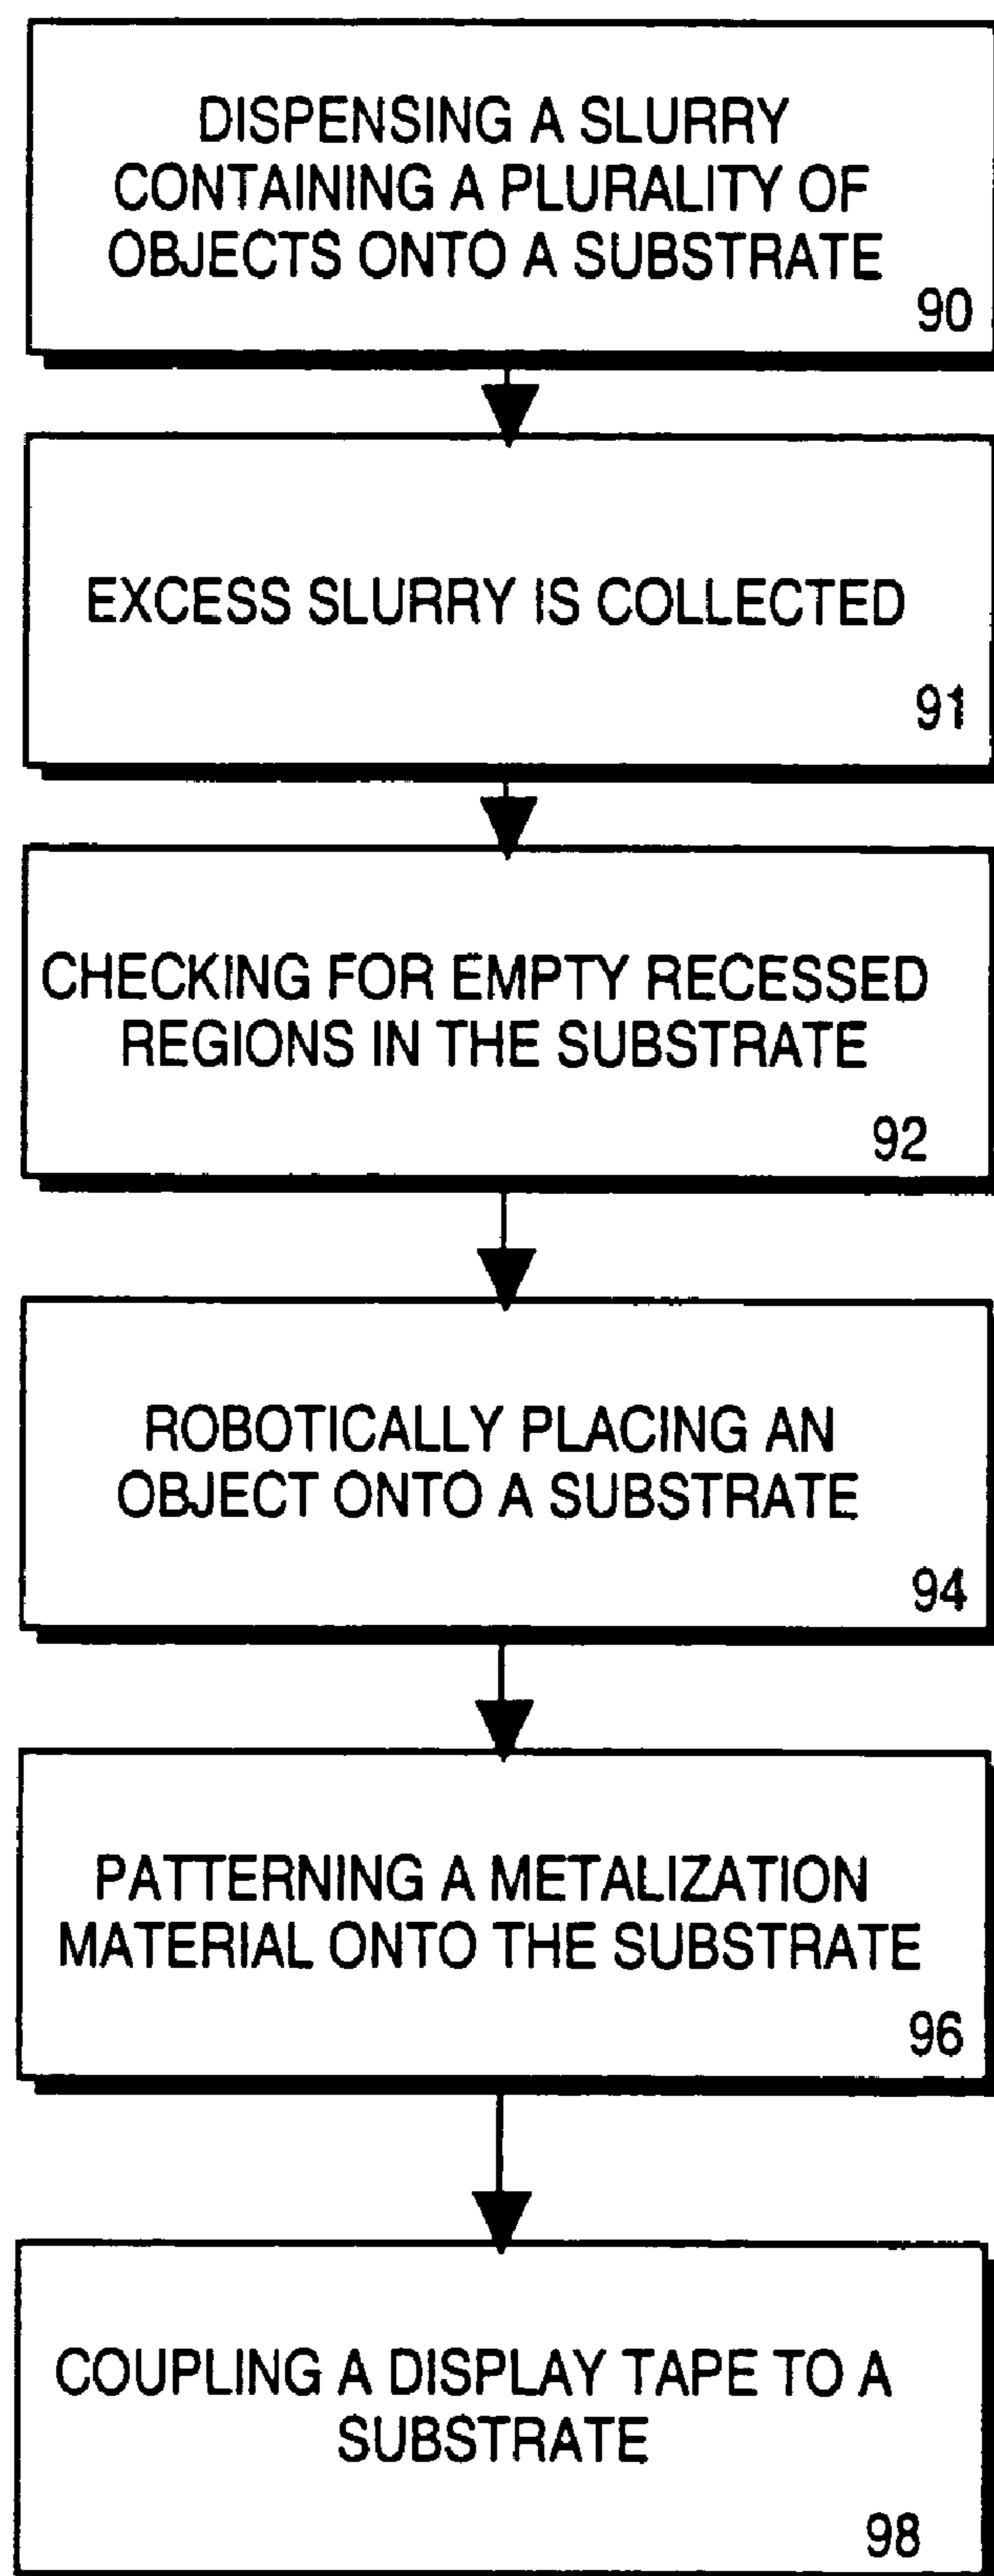 DISPENSING A SLURRY
CONTAINING A PLURALITY OF
OBJECTS ONTO A SUBSTRATE
90
EXCESS SLURRY IS COLLECTED
91
CHECKING FOR EMPTY RECESSED
REGIONS IN THE SUBSTRATE
92
ROBOTICALLY PLACING AN
OBJECT ONTO A SUBSTRATE
94
PATTERNING A METALIZATION
MATERIAL ONTO THE SUBSTRATE
96
COUPLING A DISPLAY TAPE TO A
SUBSTRATE
98